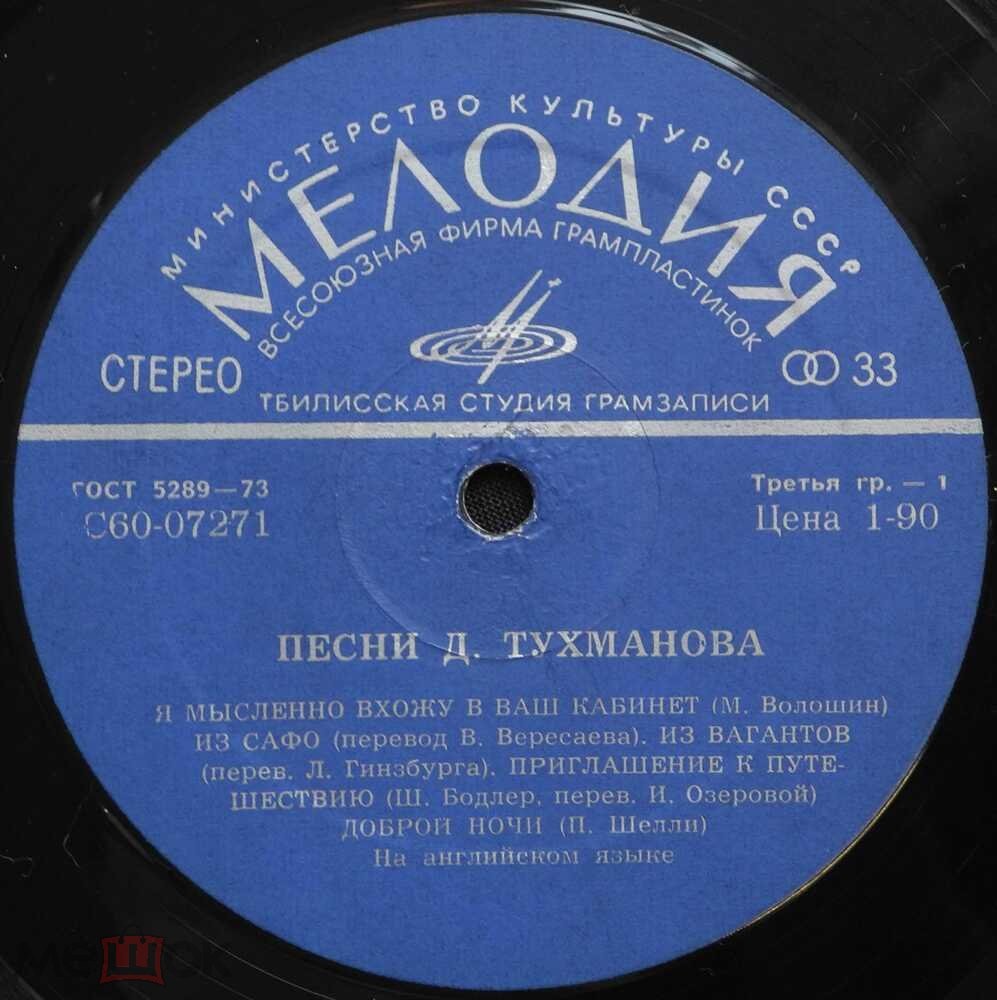 МИНИСТЕРСТВО КУЛЬТУРЫ СССР
МЕЛОДИЯ
ВСЕСОЮЗНАЯ ФИРМА ГРАМПЛАСТИНОК
СТЕРЕО
33
ТБИЛИССКАЯ СТУДИЯ ГРАМЗАПИСИ
ГОСТ 5289—73
Третья гр. — 1
С60-07271
Цена 1-90
ПЕСНИ Д. ТУХМАНОВА
Я МЫСЛЕННО ВХОЖУ В ВАШ КАБИНЕТ (М. Волошин)
ИЗ САФО (перевод В. Вересаева). ИЗ ВАГАНТОВ
(перев. Л. Гинзбурга). ПРИГЛАШЕНИЕ К ПУТЕ-
ШЕСТВИЮ (Ш. Бодлер, перев. И. Озеровой)
ДОБРОЙ НОЧИ (П. Шелли)
На английском языке
мешок